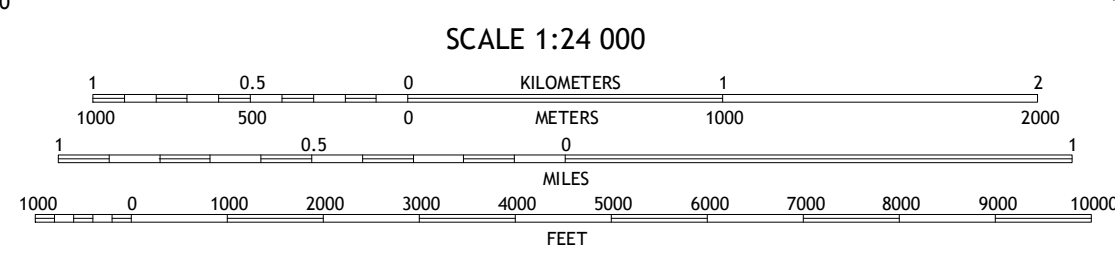 0
SCALE 1:24 000
1 0.5 0 KILOMETERS 1 2
1000 500 0 METERS 1000 2000
1 0.5 0 1
MILES
1000 0 1000 2000 3000 4000 5000 6000 7000 8000 9000 10000
FEET